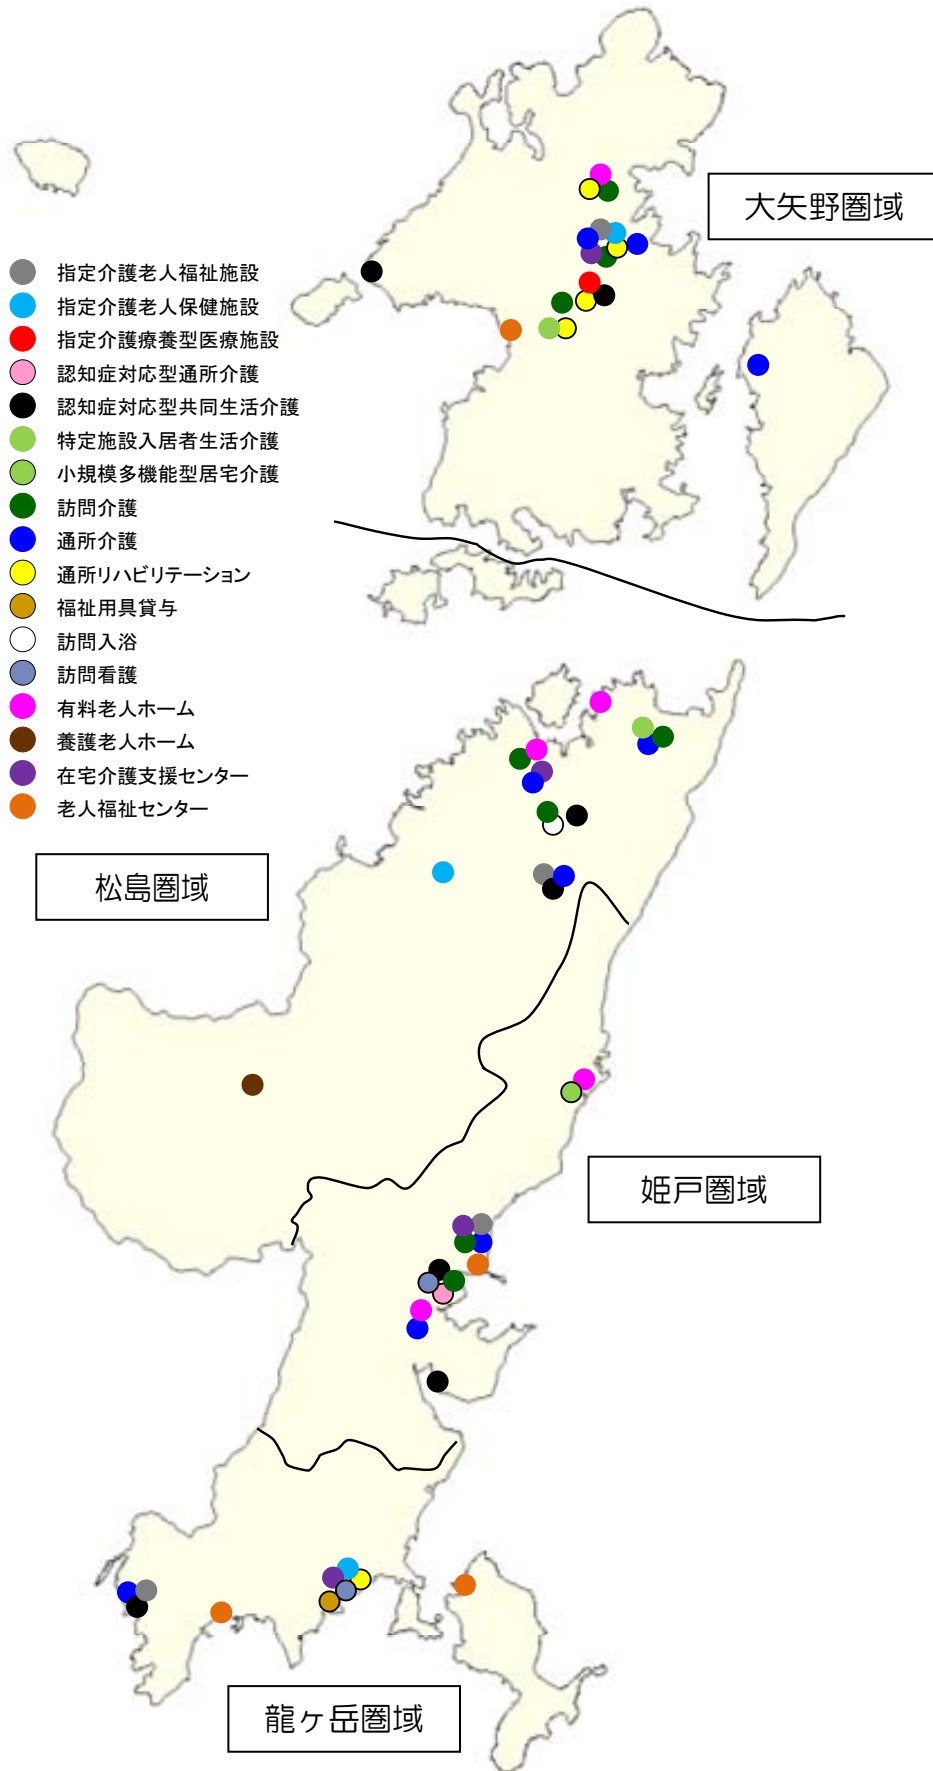 大矢野圏域
指定介護老人福祉施設
指定介護老人保健施設
指定介護療養型医療施設
認知症対応型通所介護
認知症対応型共同生活介護
特定施設入居者生活介護
小規模多機能型居宅介護
訪問介護
通所介護
通所リハビリテーション
福祉用具貸与
訪問入浴
訪問看護
有料老人ホーム
養護老人ホーム
在宅介護支援センター
老人福祉センター
松島圏域
姫戸圏域
龍ヶ岳圏域